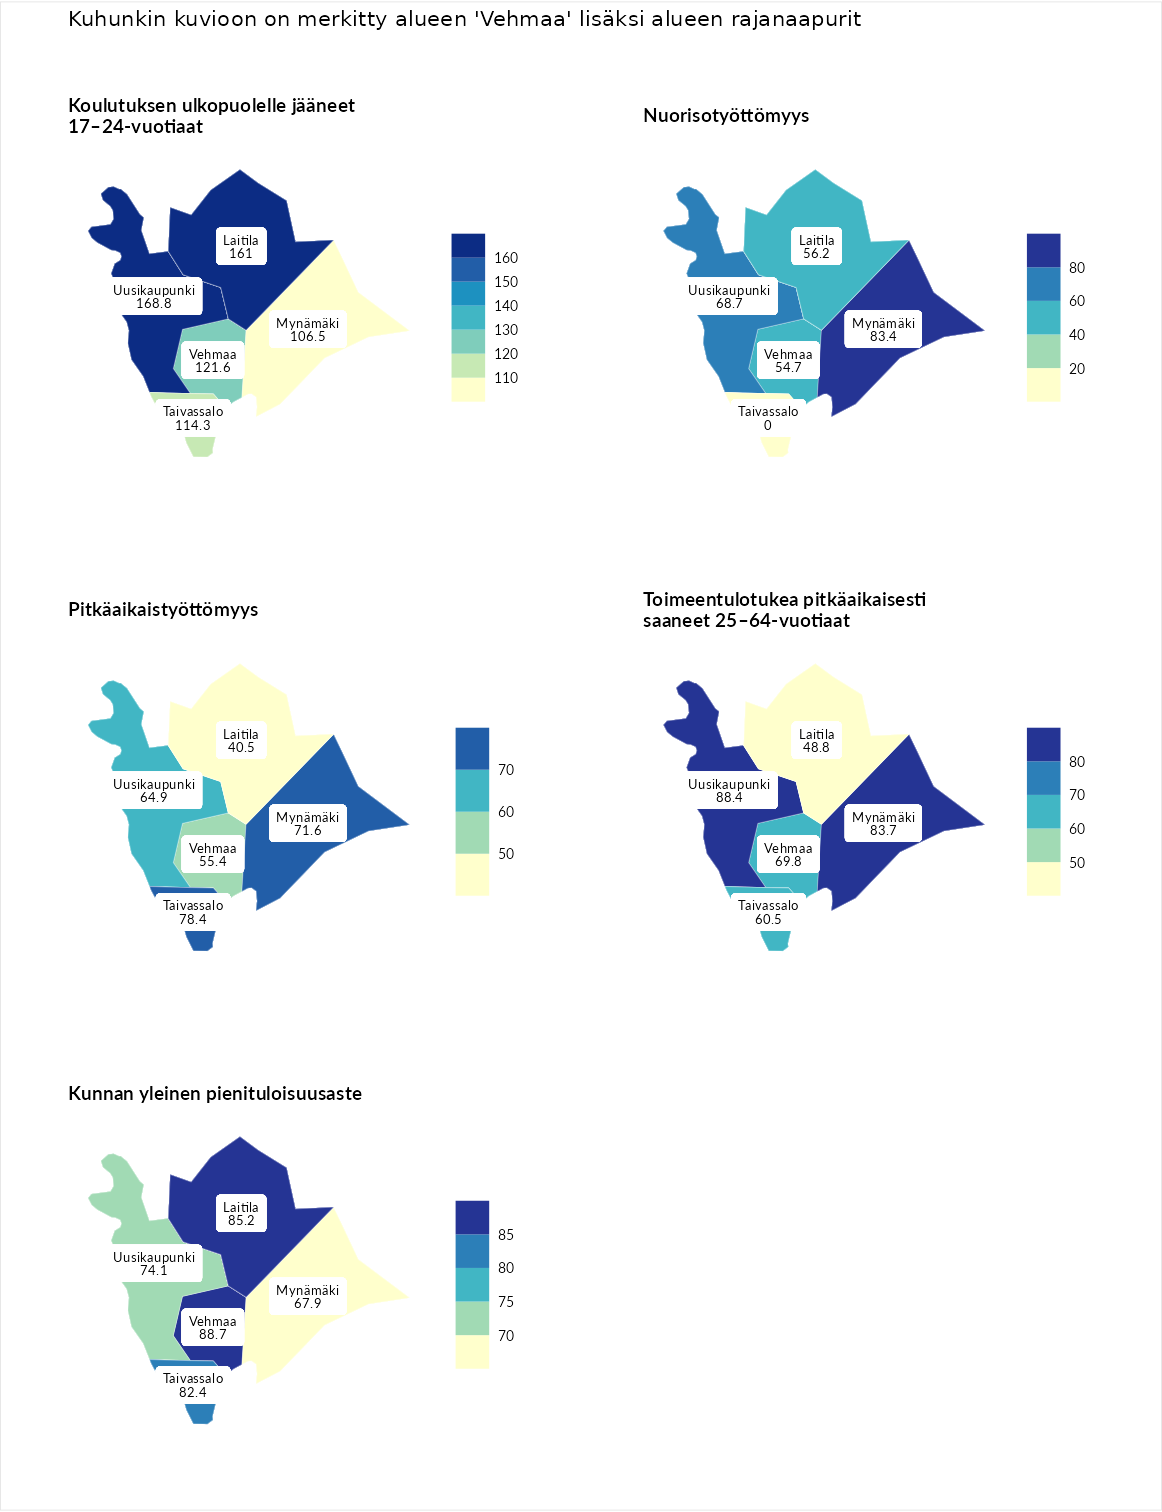 Kuhunkin kuvioon on merkitty alueen 'Vehmaa' lisäksi alueen rajanaapurit
Koulutuksen ulkopuolelle jääneet
17–24-vuotiaat
Laitila
161
Uusikaupunki
168.8
Mynämäki
106.5
Vehmaa
121.6
Taivassalo
114.3
160
150
140
130
120
110
Nuorisotyöttömyys
Laitila
56.2
Uusikaupunki
68.7
Mynämäki
83.4
Vehmaa
54.7
Taivassalo
0
80
60
40
20
Pitkäaikaistyöttömyys
Laitila
40.5
Uusikaupunki
64.9
Mynämäki
71.6
Vehmaa
55.4
Taivassalo
78.4
70
60
50
Toimeentulotukea pitkäaikaisesti
saaneet 25–64-vuotiaat
Laitila
48.8
Uusikaupunki
88.4
Mynämäki
83.7
Vehmaa
69.8
Taivassalo
60.5
80
70
60
50
Kunnan yleinen pienituloisuusaste
Laitila
85.2
Uusikaupunki
74.1
Mynämäki
67.9
Vehmaa
88.7
Taivassalo
82.4
85
80
75
70